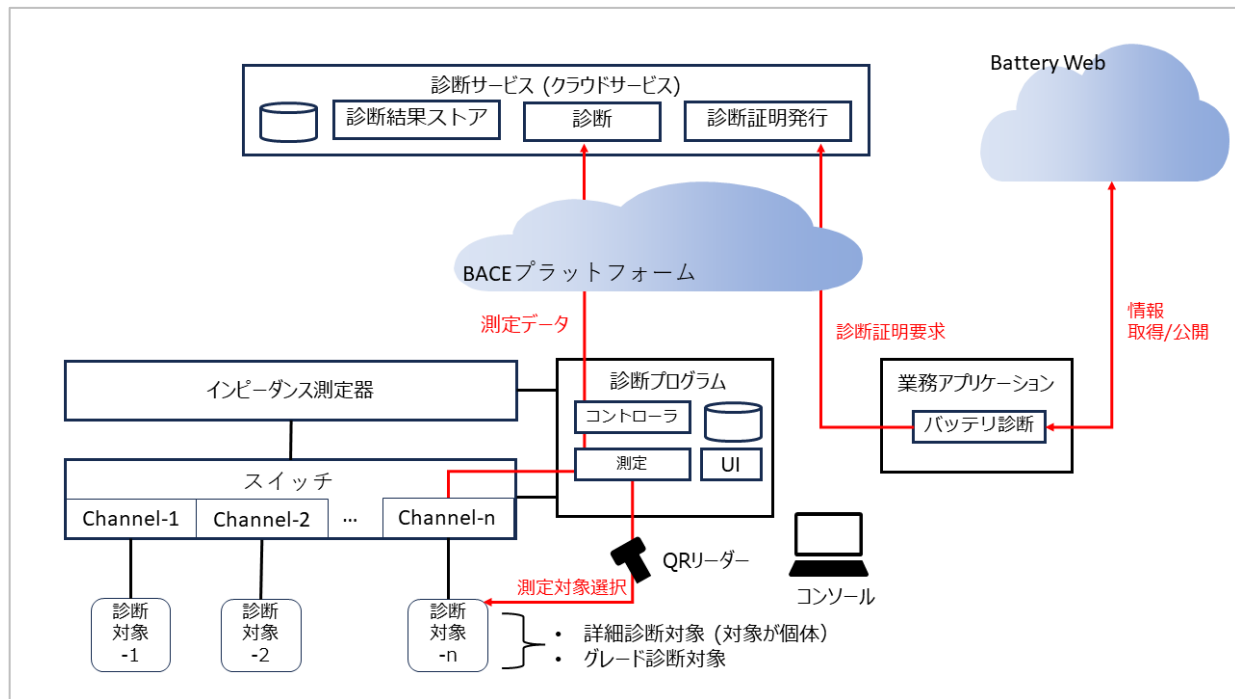 Battery Web
診断サービス (クラウドサービス)
診断結果ストア
診断
診断証明発行
BACEプラットフォーム
測定データ
診断証明要求
情報
取得/公開
インピーダンス測定器
診断プログラム
コントローラ
測定
UI
業務アプリケーション
バッテリ診断
スイッチ
Channel-1
Channel-2
...
Channel-n
QRリーダー
測定対象選択
コンソール
診断
対象
-1
診断
対象
-2
診断
対象
-n
• 詳細診断対象 (対象が個体)
• グレード診断対象